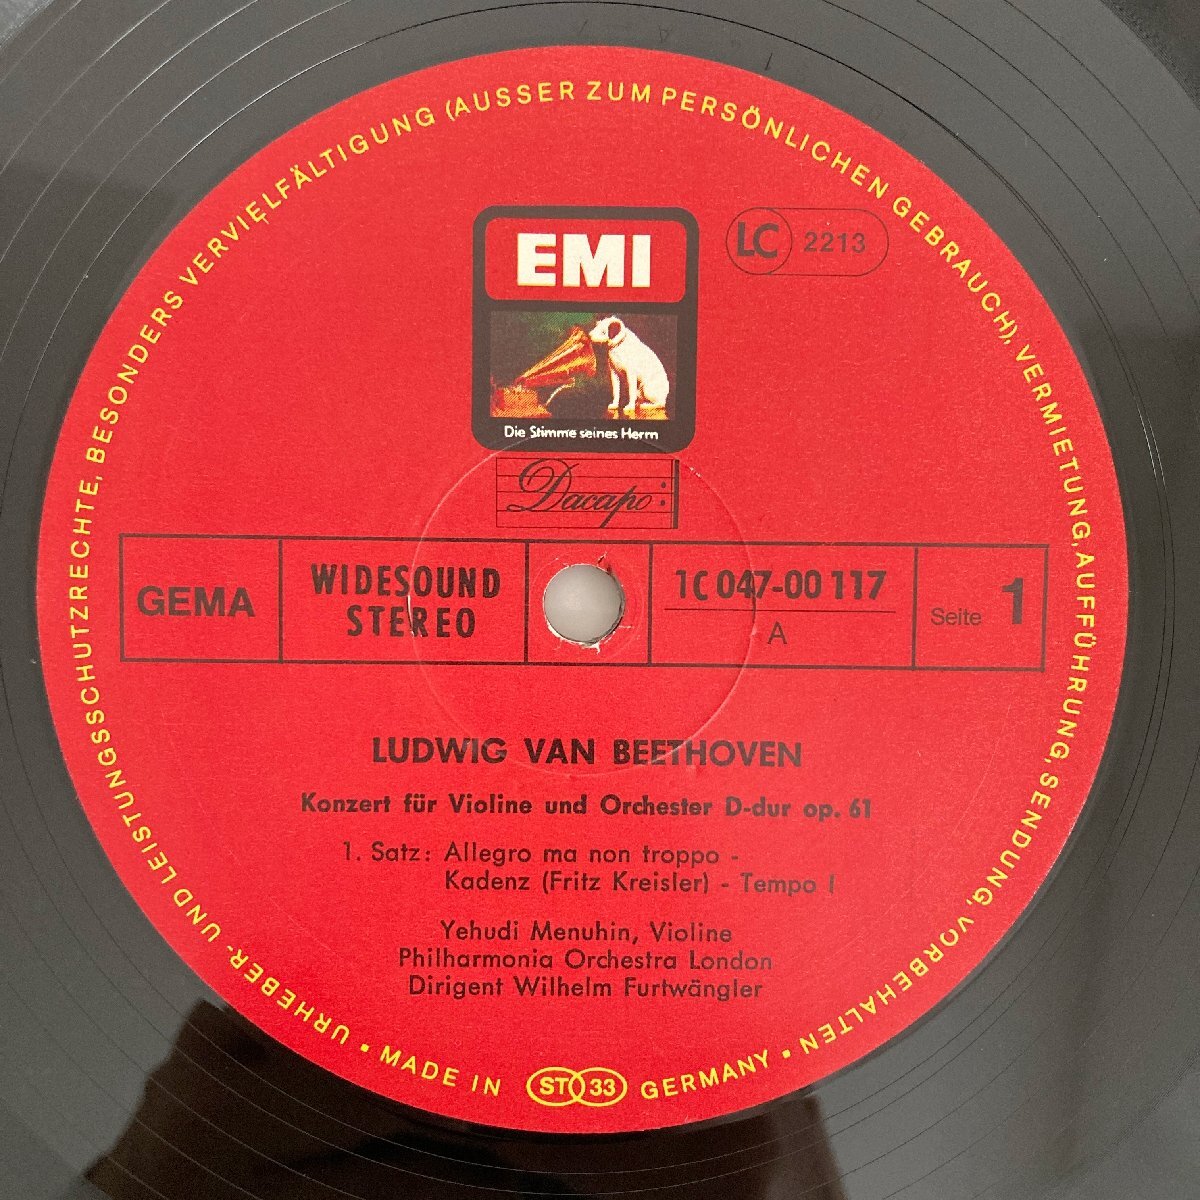 URHEBER- UND LEISTUNGSSCHUTZRECHTE, BESONDERS VERVIELFÄLTIGUNG (AUSSER ZUM PERSÖNLICHEN GEBRAUCH), VERMIETUNG, AUFFÜHRUNG, SENDUNG, VORBEHALTEN
EMI
LC 2213
Die Stimme seines Herrn
Dacapo
GEMA
WIDESOUND
STEREO
1C 047-00 117
A
Seite 1
LUDWIG VAN BEETHOVEN
Konzert für Violine und Orchester D-dur op. 61
1. Satz: Allegro ma non troppo -
Kadenz (Fritz Kreisler) - Tempo I
Yehudi Menuhin, Violine
Philharmonia Orchestra London
Dirigent Wilhelm Furtwängler
• MADE IN ST 33 GERMANY •